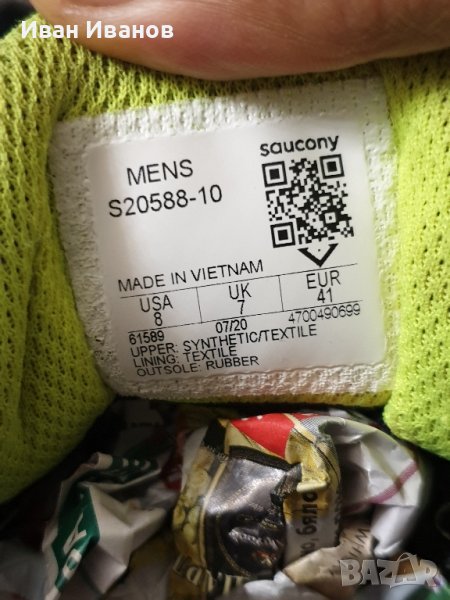 Иван Иванов
saucony
MENS
S20588-10
MADE IN VIETNAM
USA UK EUR
8 7 41
61589 07/20 4700490699
UPPER: SYNTHETIC/TEXTILE
LINING: TEXTILE
OUTSOLE: RUBBER
BAZAR